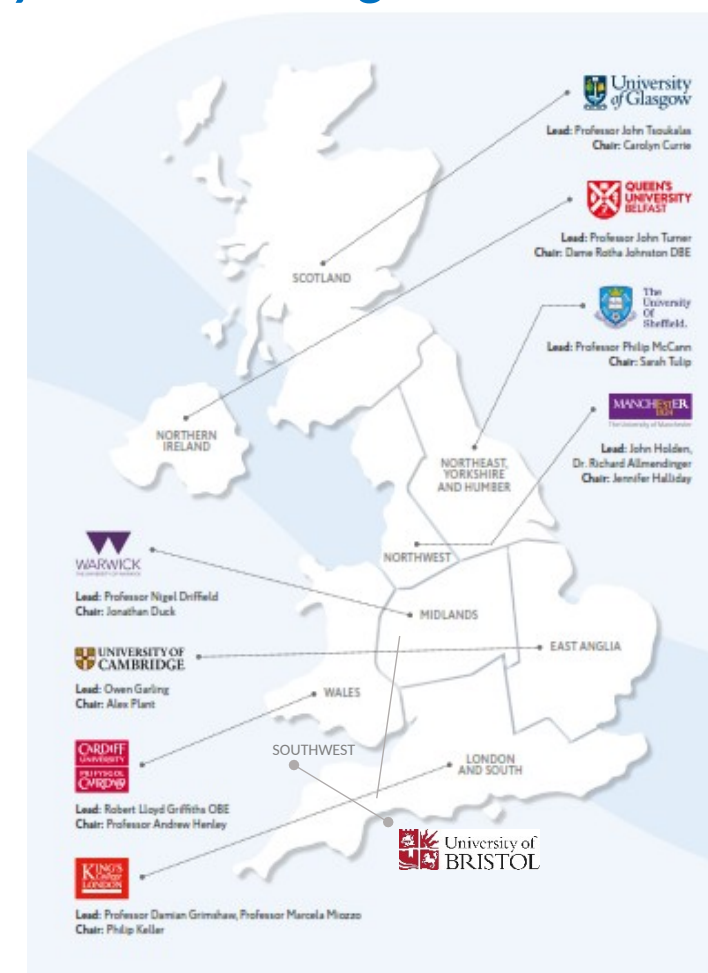 University
of Glasgow
Lead: Professor John Tsoukalas
Chair: Carolyn Currie
QUEEN'S
UNIVERSITY
BELFAST
Lead: Professor John Turner
Chair: Dame Rotha Johnston DBE
SCOTLAND
The
University
Of
Sheffield.
Lead: Professor Philip McCann
Chair: Sarah Tulip
MANCHESTER
1824
The University of Manchester
Lead: John Holden,
Dr. Richard Allmendinger
Chair: Jennifer Halliday
NORTHERN
IRELAND
NORTHEAST,
YORKSHIRE
AND HUMBER
NORTHWEST
WARWICK
THE UNIVERSITY OF WARWICK
Lead: Professor Nigel Driffield
Chair: Jonathan Duck
MIDLANDS
UNIVERSITY OF
CAMBRIDGE
EAST ANGLIA
Lead: Owen Garling
Chair: Alex Plant
WALES
CARDIFF
UNIVERSITY
PRIFYSGOL
CAERDYDD
SOUTHWEST
LONDON
AND SOUTH
Lead: Robert Lloyd Griffiths OBE
Chair: Professor Andrew Henley
University of
BRISTOL
KING'S
College
LONDON
Lead: Professor Damian Grimshaw, Professor Marcela Miozzo
Chair: Philip Keller